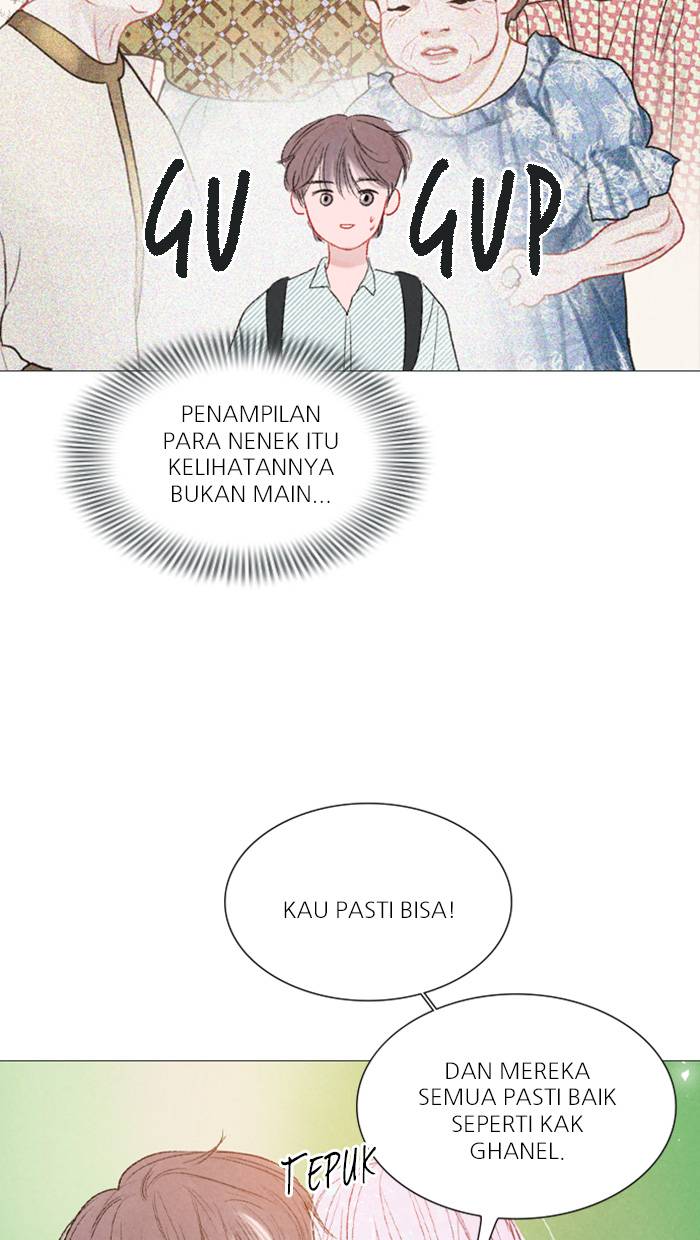 GU GUP
PENAMPILAN
PARA NENEK ITU
KELIHATANNYA
BUKAN MAIN...
KAU PASTI BISA!
DAN MEREKA
SEMUA PASTI BAIK
SEPERTI KAK
GHANEL.
TEPUK